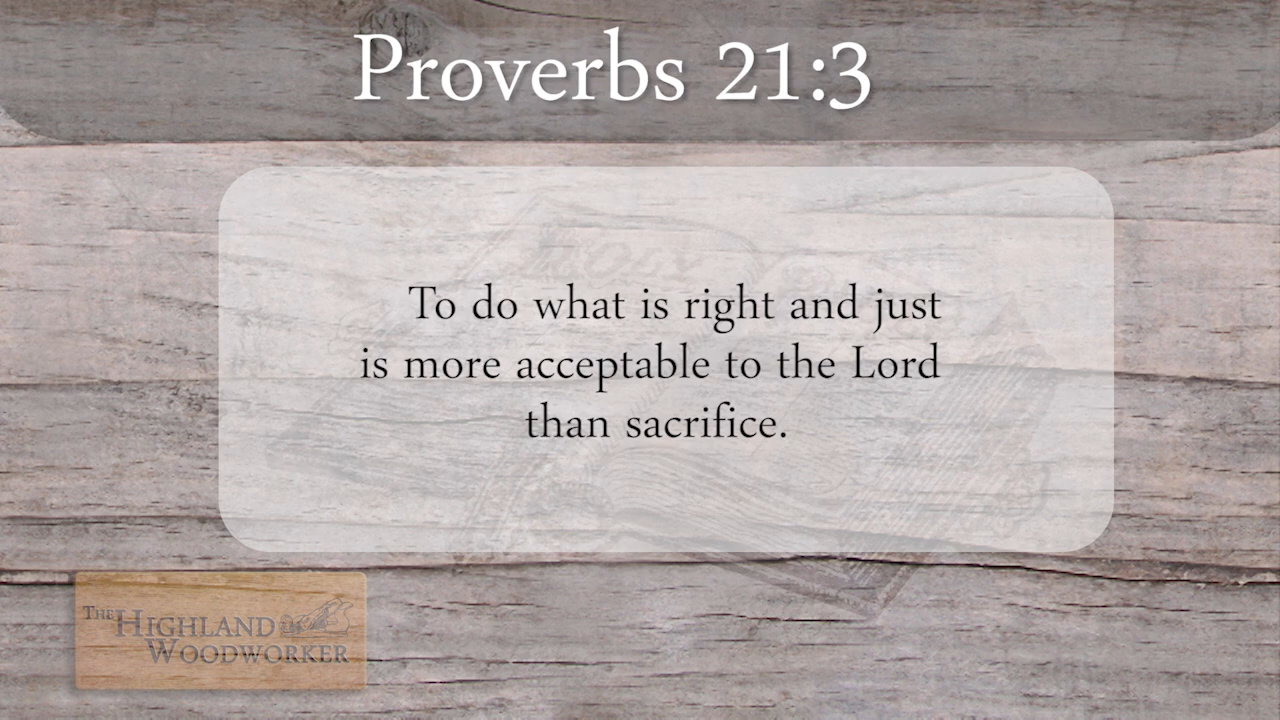 Proverbs 21:3
HOLY
To do what is right and just
is more acceptable to the Lord
than sacrifice.
The Highland
Woodworker